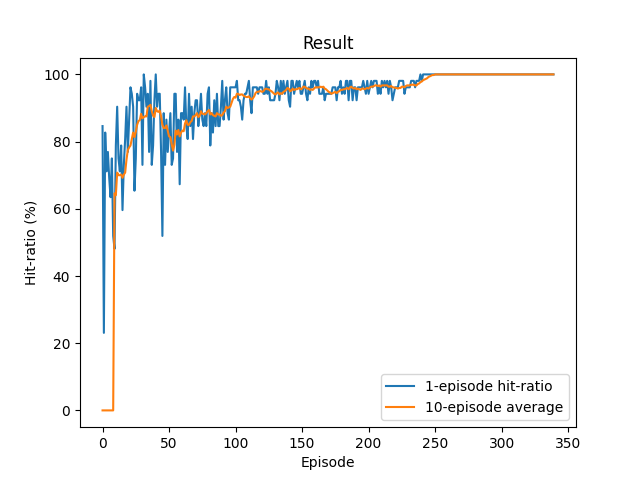 Result
Hit-ratio (%)
100
80
60
40
20
0
0 50 100 150 200 250 300 350
Episode
1-episode hit-ratio
10-episode average